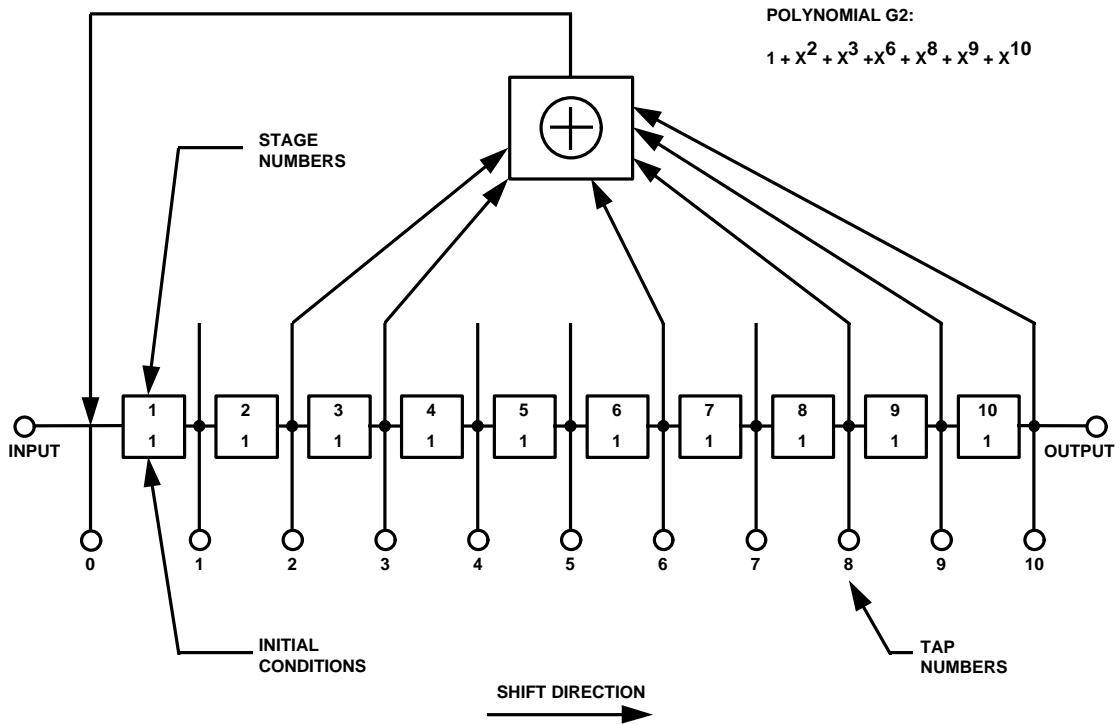 POLYNOMIAL G2:
1 + X2 + X3 +X6 + X8 + X9 + X10
STAGE
NUMBERS
1 2 3 4 5 6 7 8 9 10
1 1 1 1 1 1 1 1 1 1
INPUT
OUTPUT
0 1 2 3 4 5 6 7 8 9 10
INITIAL
CONDITIONS
TAP
NUMBERS
SHIFT DIRECTION